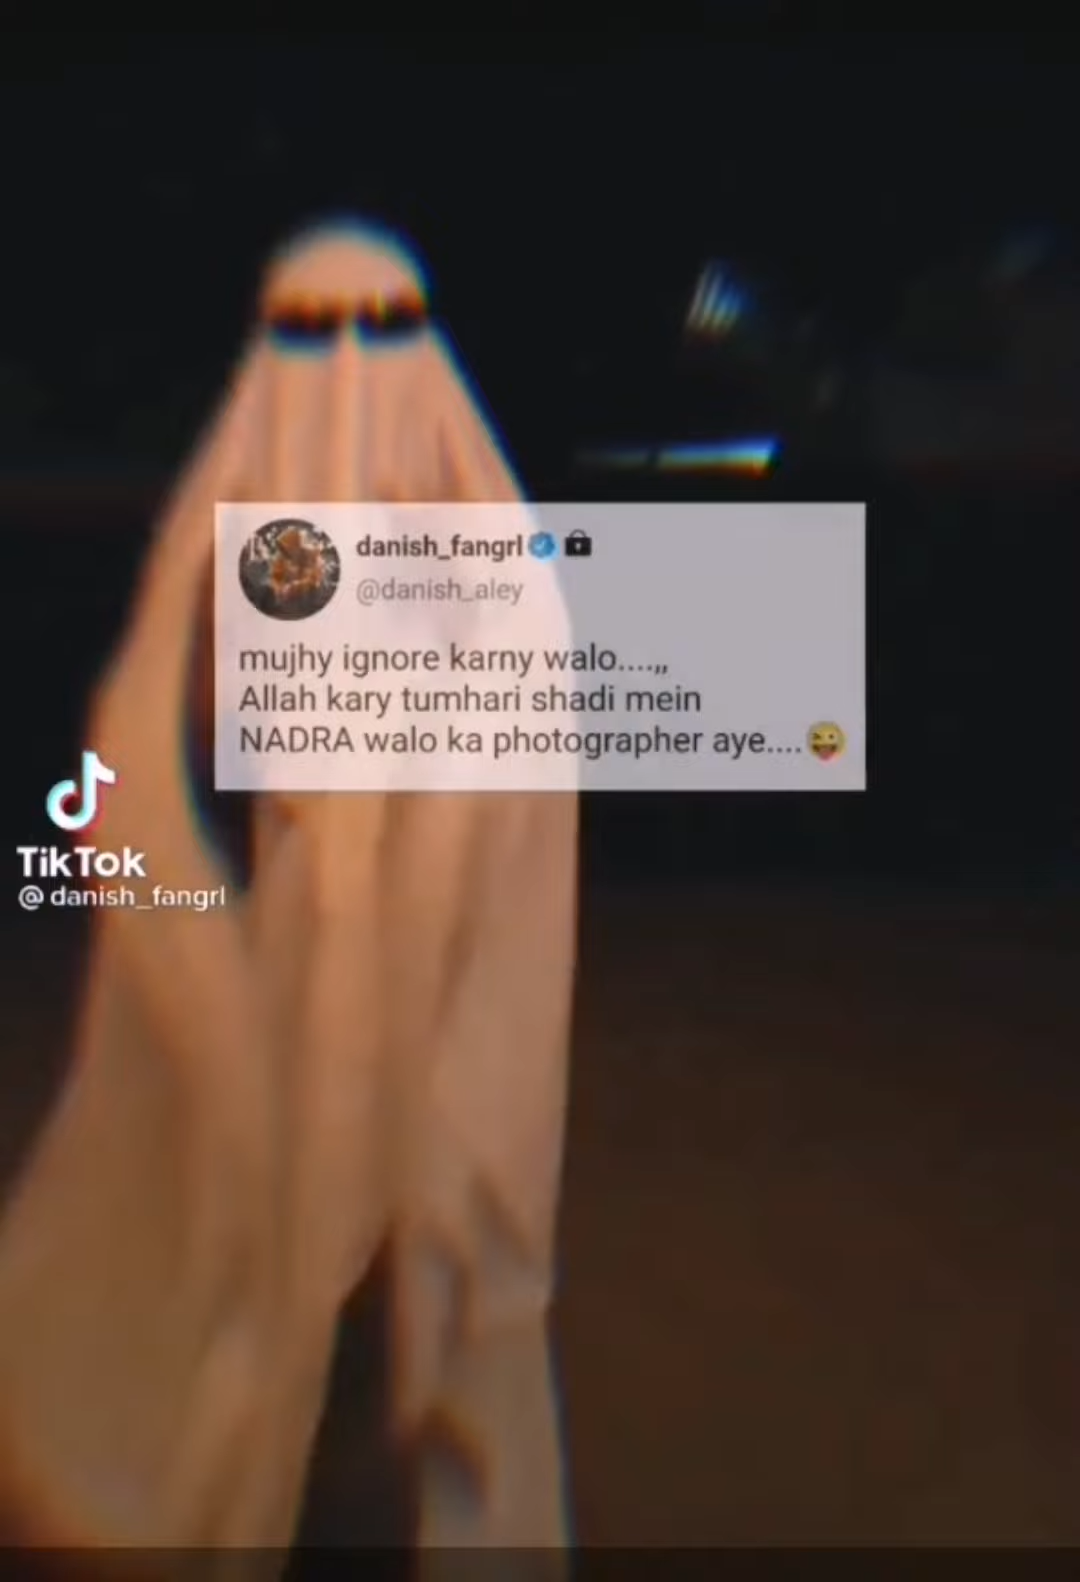 danish_fangrl
@danish_aley
mujhy ignore karny walo....,,
Allah kary tumhari shadi mein
NADRA walo ka photographer aye....😜
TikTok
@danish_fangrl